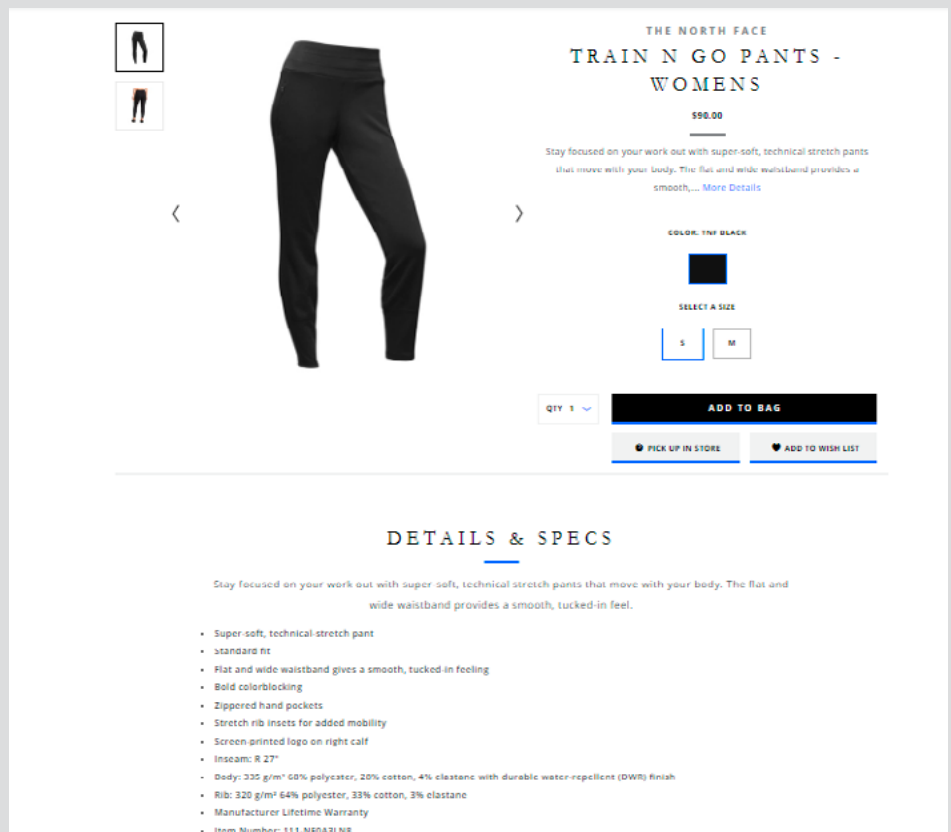 THE NORTH FACE
TRAIN N GO PANTS -
WOMENS
$90.00
Stay focused on your work out with super-soft, technical stretch pants
that move with your body. The flat and wide waistband provides a
smooth,... More Details
COLOR: TNF BLACK
SELECT A SIZE
S M
QTY 1 ADD TO BAG
PICK UP IN STORE ADD TO WISH LIST
DETAILS & SPECS
Stay focused on your work out with super-soft, technical stretch pants that move with your body. The flat and
wide waistband provides a smooth, tucked-in feel.
• Super-soft, technical-stretch pant
• Standard fit
• Flat and wide waistband gives a smooth, tucked-in feeling
• Bold colorblocking
• Zippered hand pockets
• Stretch rib insets for added mobility
• Screen-printed logo on right calf
• Inseam: R 27"
• Body: 335 g/m² 68% polyester, 28% cotton, 4% elastane with durable water-repellent (DWR) finish
• Rib: 320 g/m² 64% polyester, 33% cotton, 3% elastane
• Manufacturer Lifetime Warranty
• Item Number: